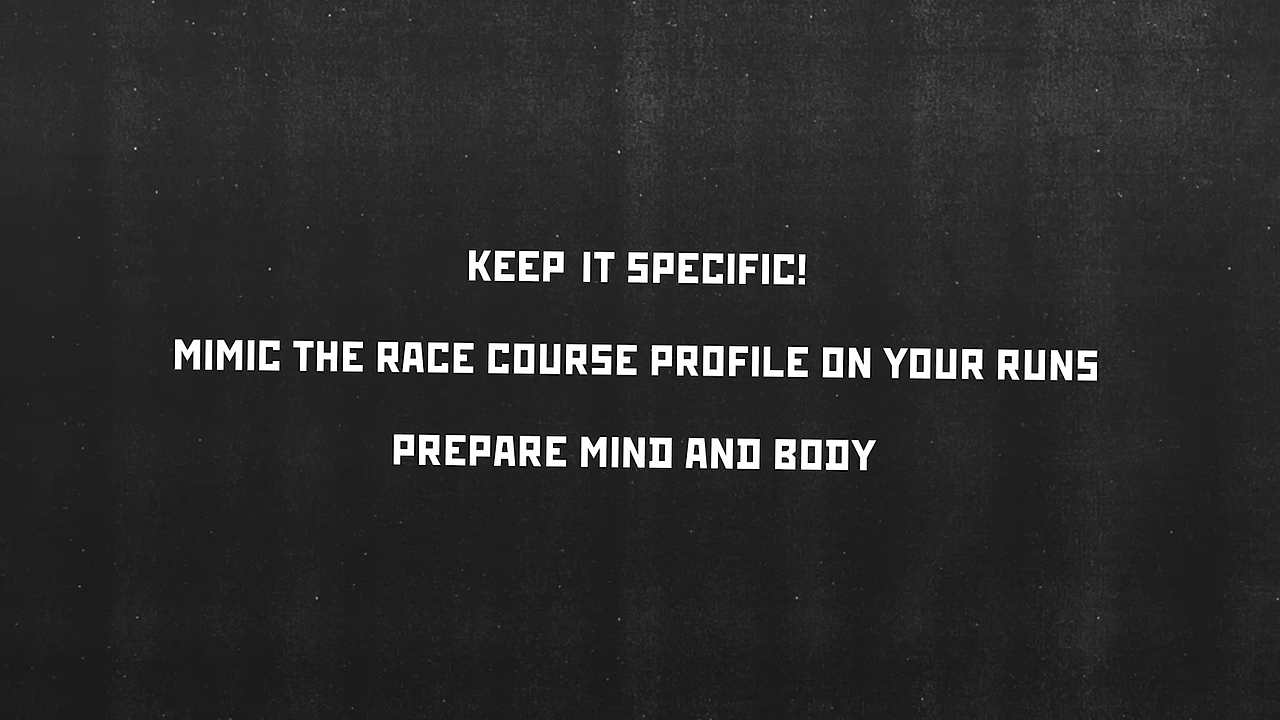 KEEP IT SPECIFIC!
MIMIC THE RACE COURSE PROFILE ON YOUR RUNS
PREPARE MIND AND BODY